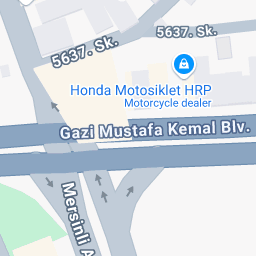 5637. Sk.
5637. Sk.
Honda Motosiklet HRP
Motorcycle dealer
Gazi Mustafa Kemal Blv.
Mersinli A